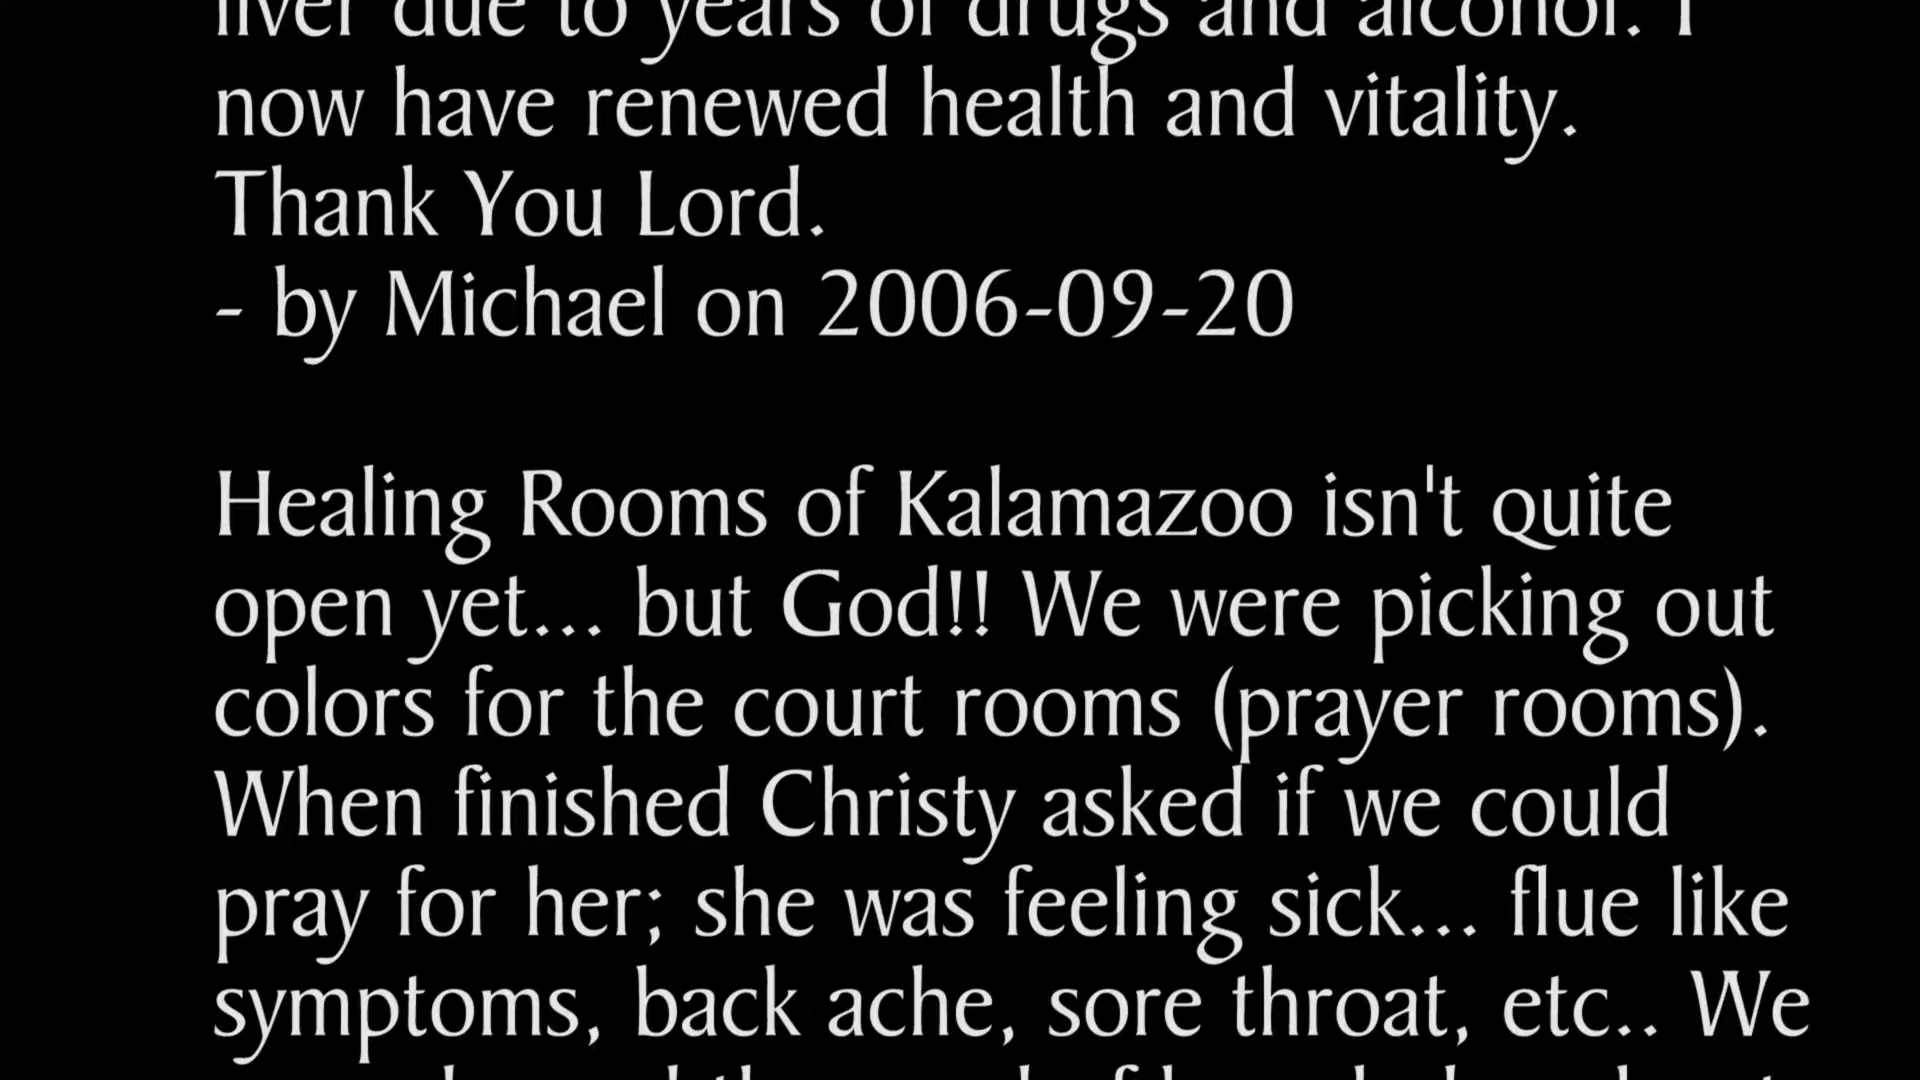 liver due to years of drugs and alcohol. I
now have renewed health and vitality.
Thank You Lord.
- by Michael on 2006-09-20
Healing Rooms of Kalamazoo isn't quite
open yet... but God!! We were picking out
colors for the court rooms (prayer rooms).
When finished Christy asked if we could
pray for her; she was feeling sick... flue like
symptoms, back ache, sore throat, etc.. We